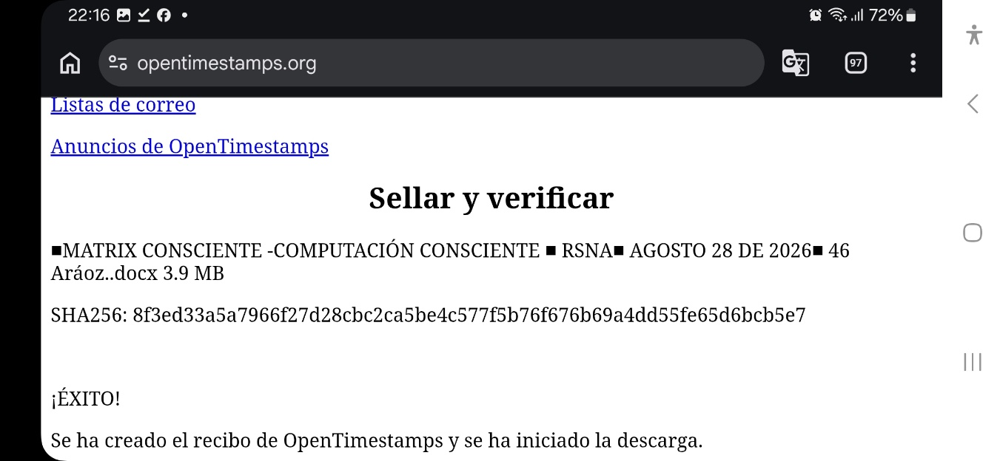 22:16
72%
opentimestamps.org
97
Listas de correo
Anuncios de OpenTimestamps
Sellar y verificar
■MATRIX CONSCIENTE -COMPUTACIÓN CONSCIENTE ■ RSNA■ AGOSTO 28 DE 2026■ 46
Aráoz..docx 3.9 MB
SHA256: 8f3ed33a5a7966f27d28cbc2ca5be4c577f5b76f676b69a4dd55fe65d6bcb5e7
¡ÉXITO!
Se ha creado el recibo de OpenTimestamps y se ha iniciado la descarga.